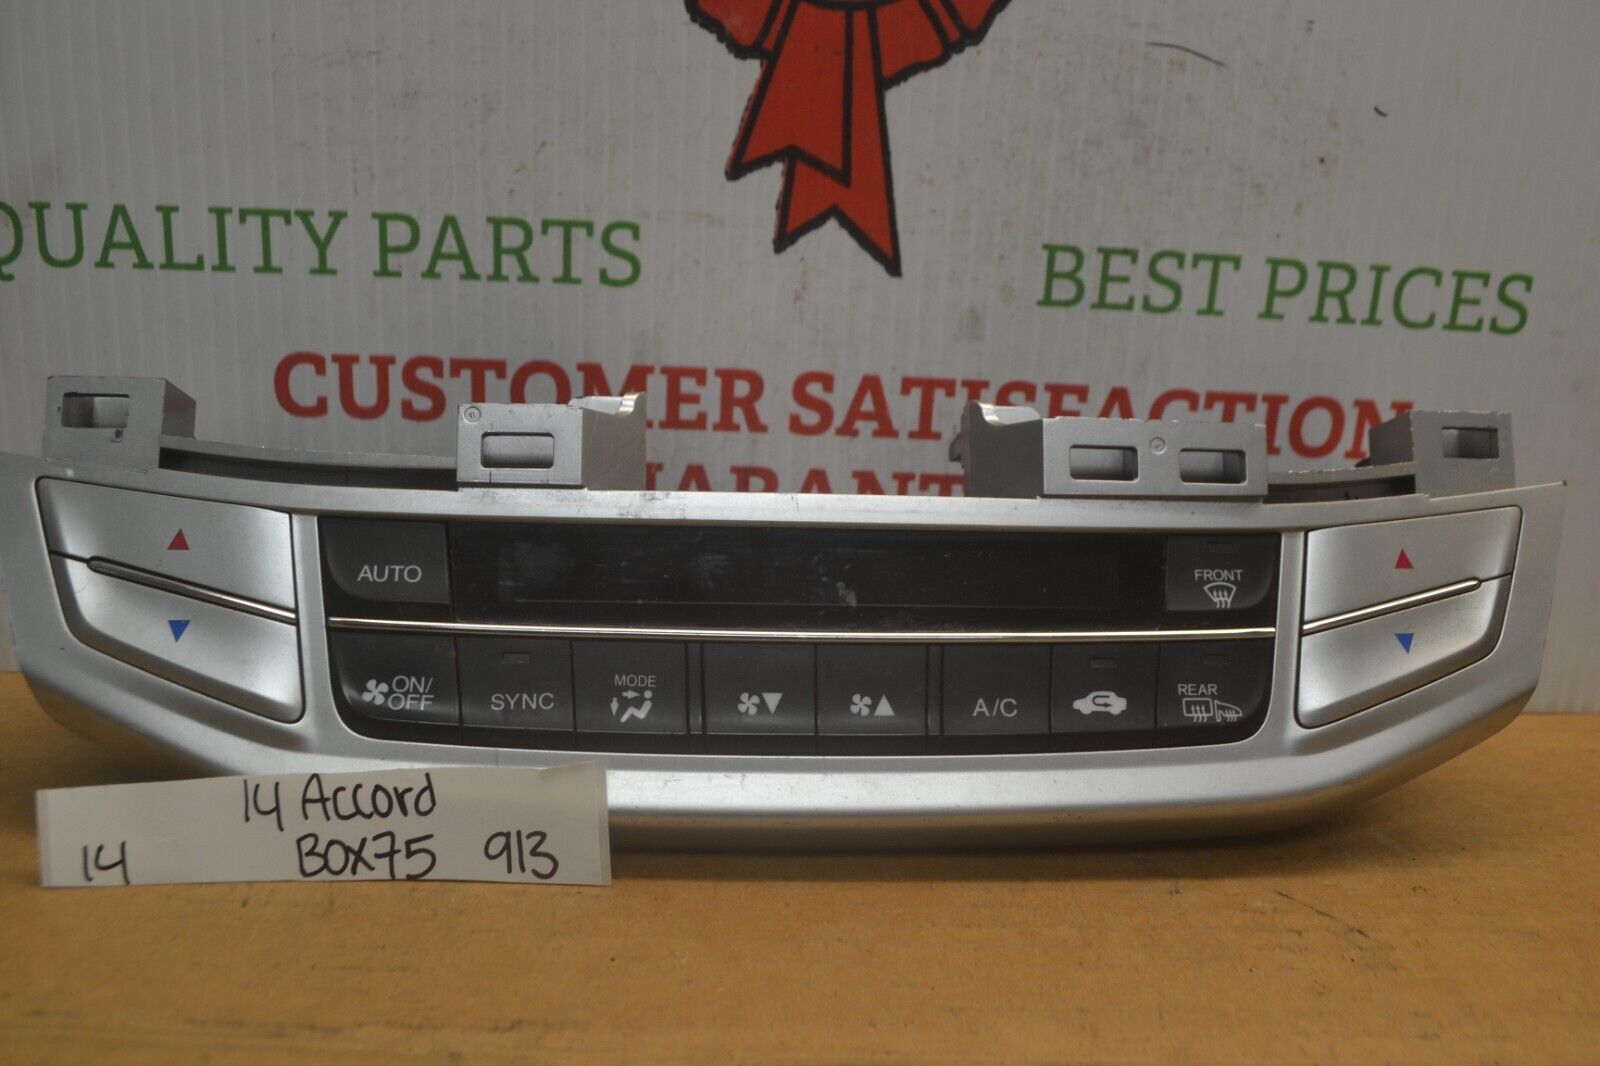 QUALITY PARTS
BEST PRICES
CUSTOMER SATISFACTION
AUTO
FRONT
ON/OFF
SYNC
MODE
A/C
REAR
14 Accord
14 BOX75 913